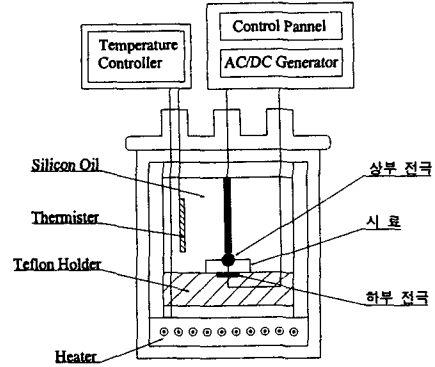 Temperature
Controller
Control Pannel
AC/DC Generator
Silicon Oil
Thermister
Teflon Holder
Heater
상부 전극
시 료
하부 전극